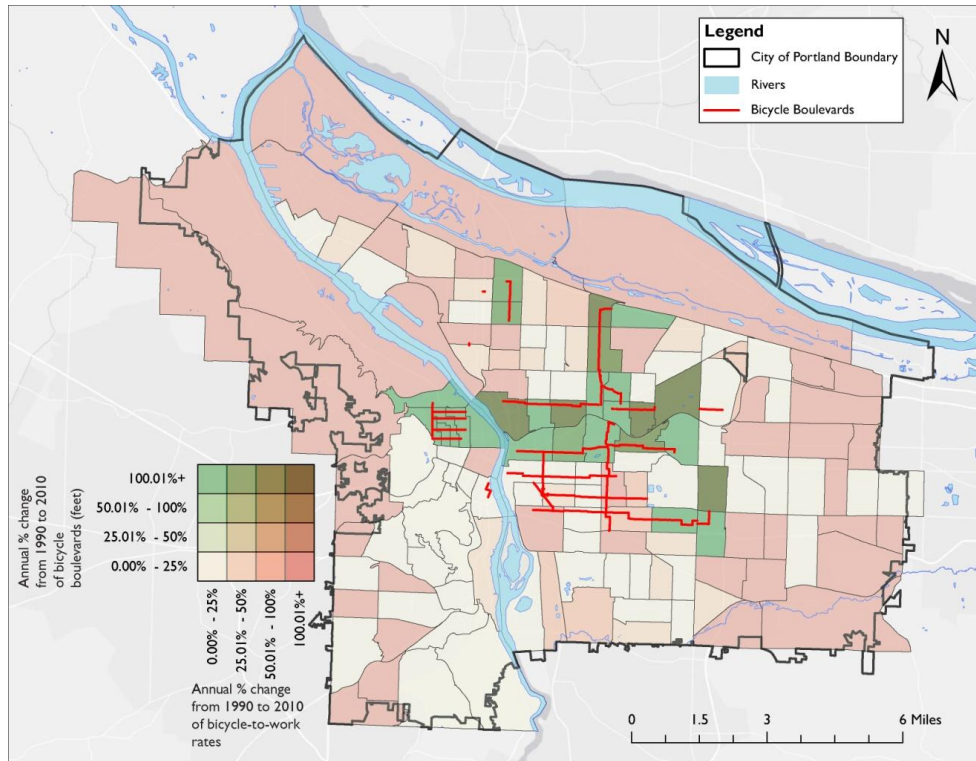 Legend
City of Portland Boundary
Rivers
Bicycle Boulevards
N
Annual % change
from 1990 to 2010
of bicycle
boulevards (feet)
100.01%+
50.01% - 100%
25.01% - 50%
0.00% - 25%
0.00% - 25%
25.01% - 50%
50.01% - 100%
100.01%+
Annual % change
from 1990 to 2010
of bicycle-to-work
rates
0 1.5 3 6 Miles